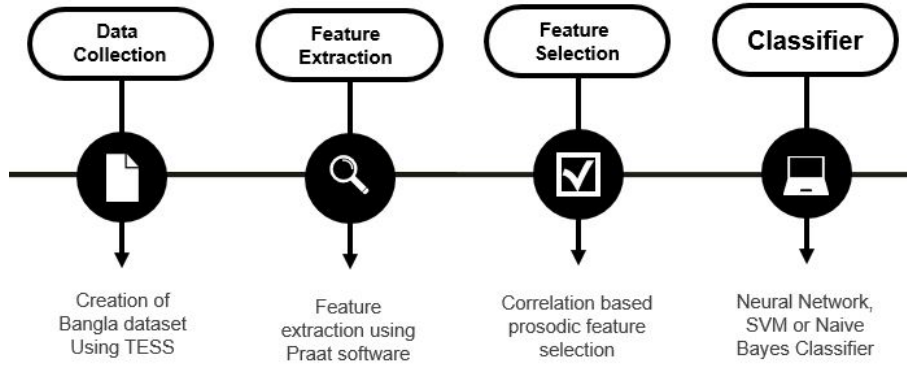 Data
Collection
Feature
Extraction
Feature
Selection
Classifier
Creation of
Bangla dataset
Using TESS
Feature
extraction using
Praat software
Correlation based
prosodic feature
selection
Neural Network,
SVM or Naive
Bayes Classifier